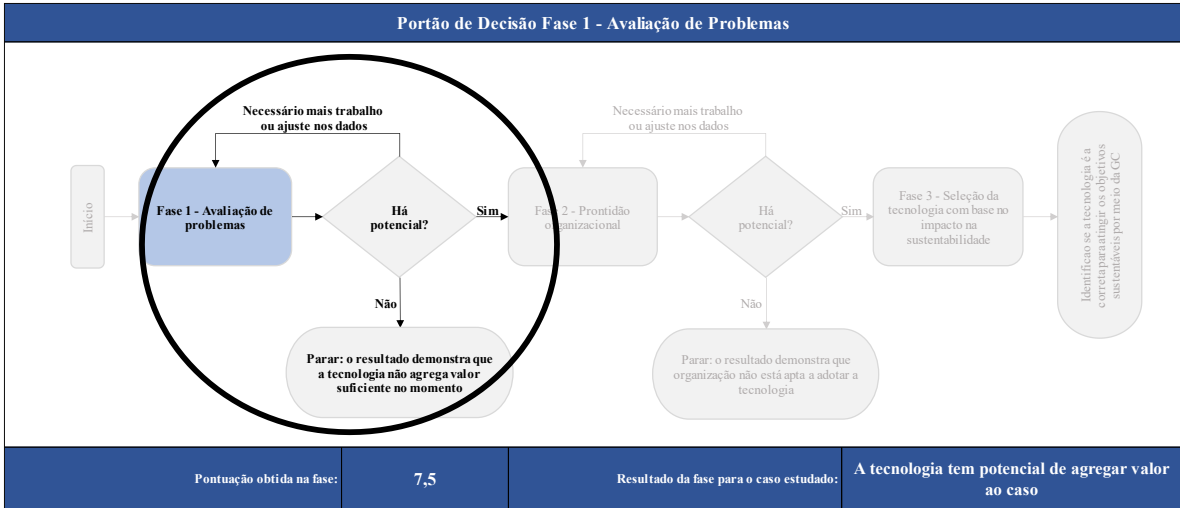 Portão de Decisão Fase 1 - Avaliação de Problemas
Necessário mais trabalho
ou ajuste nos dados
Necessário mais trabalho
ou ajuste nos dados
Início
Fase 1 - Avaliação de
problemas
Há
potencial?
Sim
Fase 2 - Prontidão
organizacional
Há
potencial?
Sim
Fase 3 - Seleção da
tecnologia com base no
impacto na
sustentabilidade
Identificao se a tecnologia é a
correta para atingir os objetivos
sustentáveis por meio da GC
Não
Não
Parar: o resultado demonstra que
a tecnologia não agrega valor
suficiente no momento
Parar: o resultado demonstra que
organização não está apta a adotar a
tecnologia
Pontuação obtida na fase:
7,5
Resultado da fase para o caso estudado:
A tecnologia tem potencial de agregar valor
ao caso